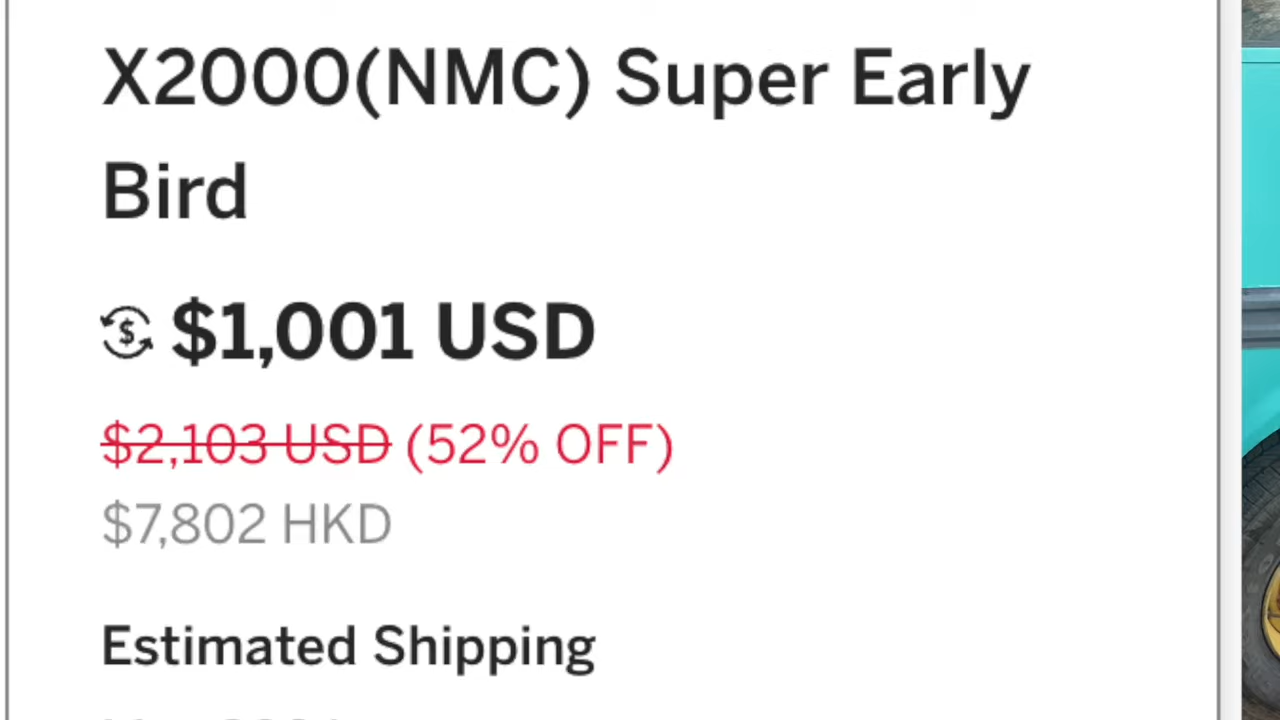 X2000(NMC) Super Early
Bird
$1,001 USD
$2,103 USD (52% OFF)
$7,802 HKD
Estimated Shipping